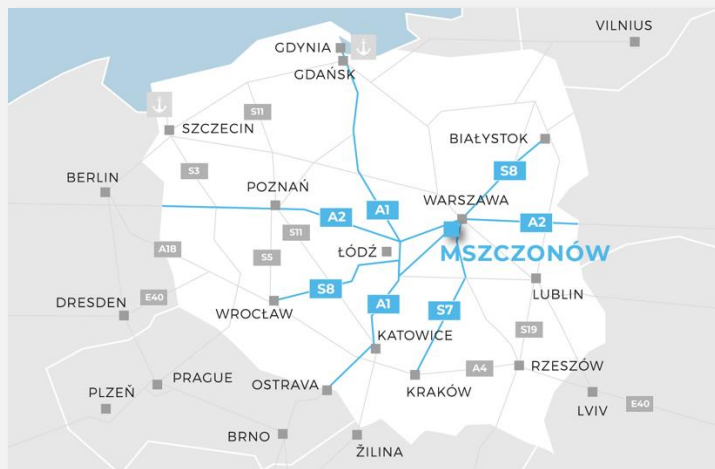 VILNIUS
GDYNIA
GDAŃSK
S11
SZCZECIN
BIAŁYSTOK
S3
S8
BERLIN
POZNAŃ
WARSZAWA
A1
A2
A2
S11
A18
S5
ŁÓDŹ
MSZCZONÓW
S8
LUBLIN
E40
DRESDEN
WROCŁAW
A1
S7
S19
KATOWICE
RZESZÓW
A4
PRAGUE
OSTRAVA
KRAKÓW
PLZEŇ
E40
LVIV
BRNO
ŽILINA